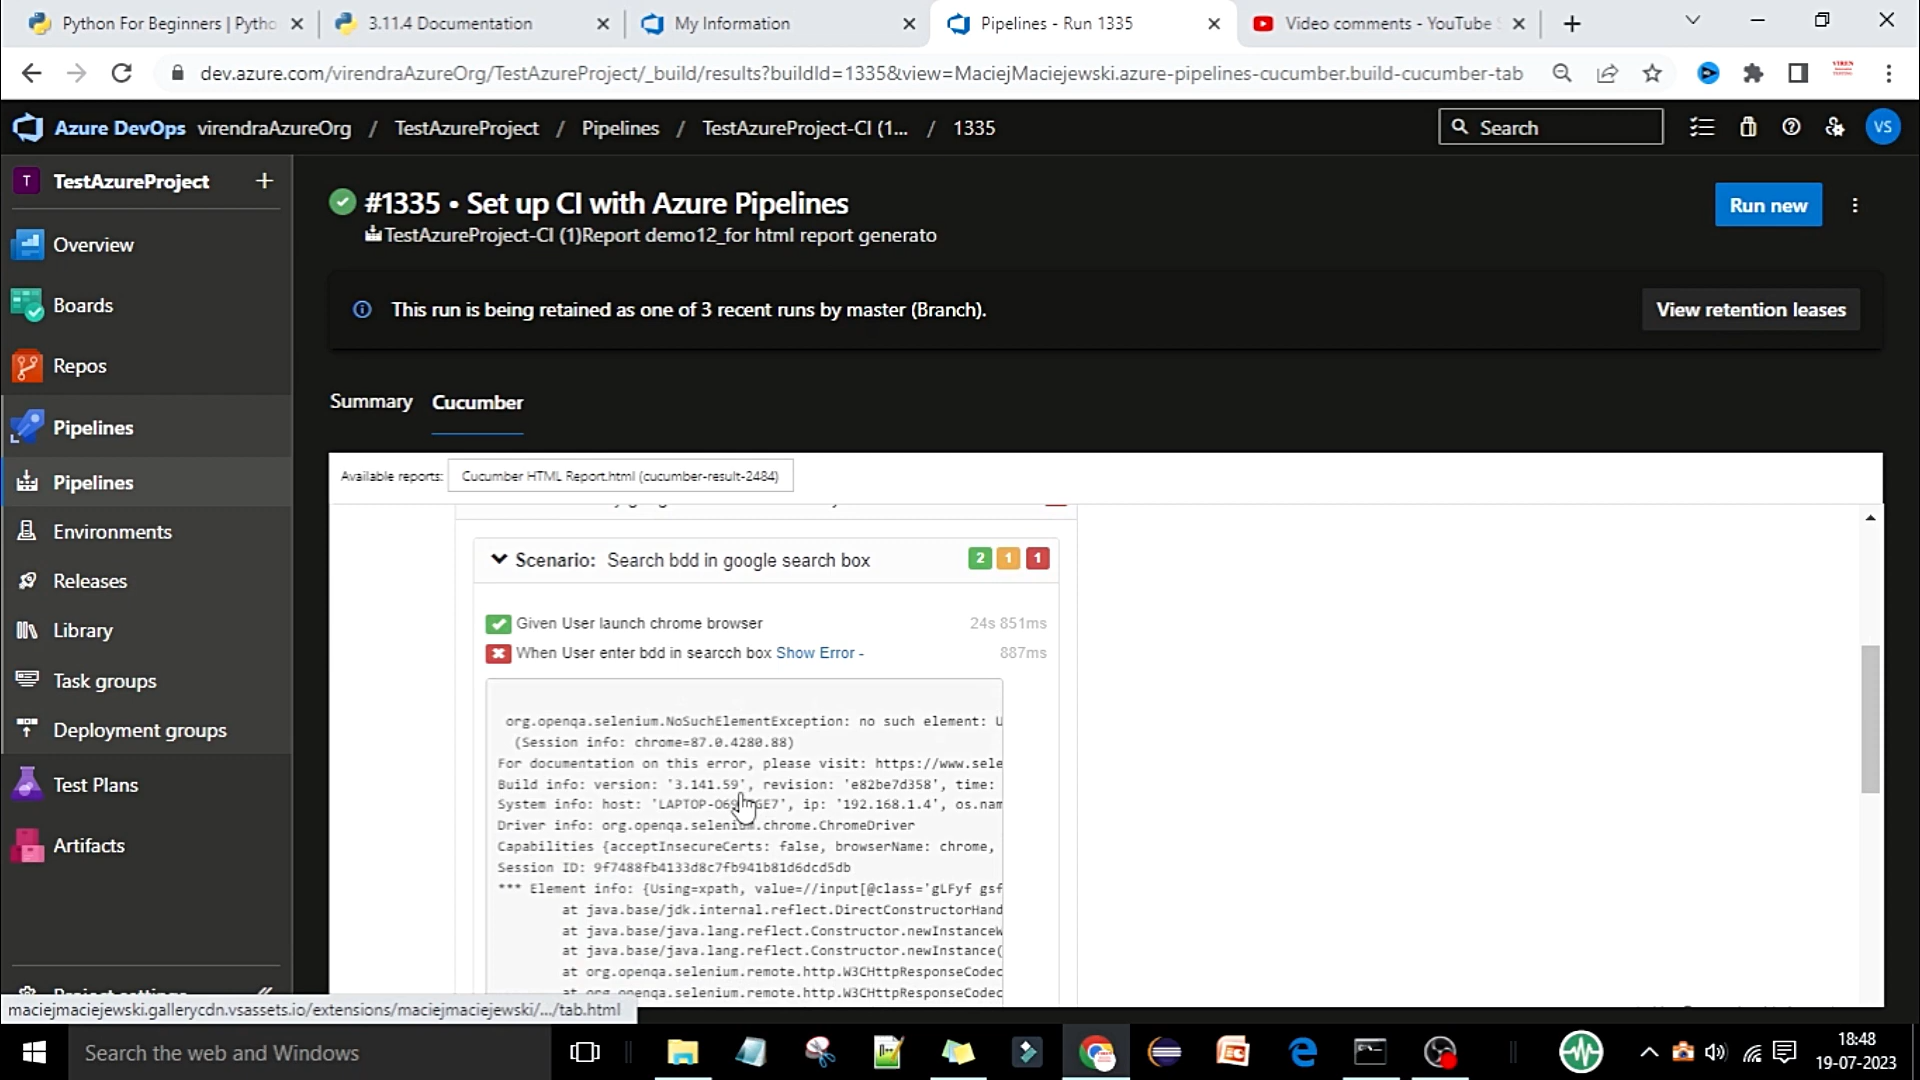 Python For Beginners | Pytho
3.11.4 Documentation
My Information
Pipelines - Run 1335
Video comments - YouTube S
dev.azure.com/virendraAzureOrg/TestAzureProject/_build/results?buildId=1335&view=MaciejMaciejewski.azure-pipelines-cucumber.build-cucumber-tab
Azure DevOps virendraAzureOrg / TestAzureProject / Pipelines / TestAzureProject-CI (1... / 1335
Search
VS
T TestAzureProject
Overview
Boards
Repos
Pipelines
Pipelines
Environments
Releases
Library
Task groups
Deployment groups
Test Plans
Artifacts
#1335 • Set up CI with Azure Pipelines
TestAzureProject-CI (1)Report demo12_for html report generato
Run new
This run is being retained as one of 3 recent runs by master (Branch).
View retention leases
Summary
Cucumber
Available reports: Cucumber HTML Report.html (cucumber-result-2484)
Scenario: Search bdd in google search box
2 1 1
Given User launch chrome browser 24s 851ms
When User enter bdd in searcch box Show Error - 887ms
org.openqa.selenium.NoSuchElementException: no such element: U
(Session info: chrome=87.0.4280.88)
For documentation on this error, please visit: https://www.sele
Build info: version: '3.141.59', revision: 'e82be7d358', time:
System info: host: ip: '192.168.1.4', os.nam
Driver info: org.openqa.selenium.chrome.ChromeDriver
Capabilities {acceptInsecureCerts: false, browserName: chrome,
Session ID: 9f7488fb4133d8c7fb941b81d6dcd5db
*** Element info: {Using=xpath, value=//input[@class='gLFyf gsf
at java.base/jdk.internal.reflect.DirectConstructorHand
at java.base/java.lang.reflect.Constructor.newInstanceW
at java.base/java.lang.reflect.Constructor.newInstance(
at org.openqa.selenium.remote.http.W3CHttpResponseCodec
at org.openqa.selenium.remote.http.W3CHttpResponseCodec
maciejmaciejewski.gallerycdn.vsassets.io/extensions/maciejmaciejewski/.../tab.html
Search the web and Windows
18:48
19-07-2023